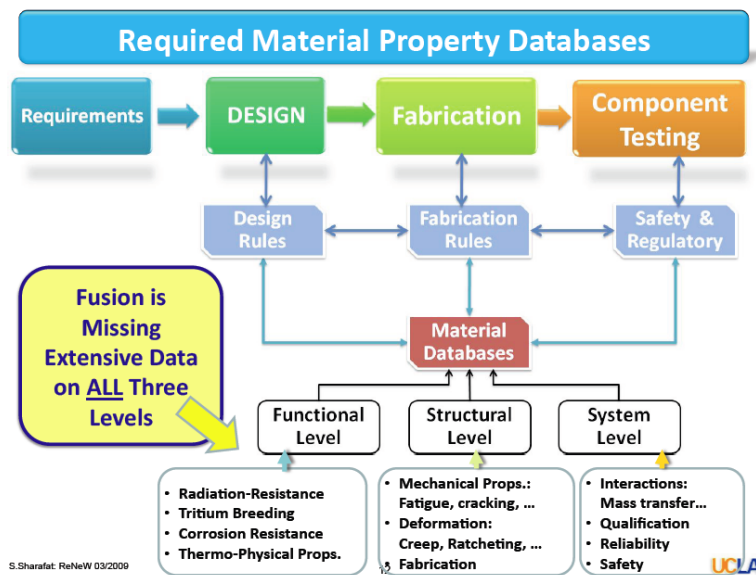 Required Material Property Databases
Requirements
DESIGN
Fabrication
Component
Testing
Design
Rules
Fabrication
Rules
Safety &
Regulatory
Fusion is
Missing
Extensive Data
on ALL Three
Levels
Material
Databases
Functional
Level
Structural
Level
System
Level
• Radiation-Resistance
• Tritium Breeding
• Corrosion Resistance
• Thermo-Physical Props.
• Mechanical Props.:
Fatigue, cracking, ...
• Deformation:
Creep, Ratcheting, ...
• Fabrication
• Interactions:
Mass transfer...
• Qualification
• Reliability
• Safety
S.Sharafat: ReNeW 03/2009
UCLA